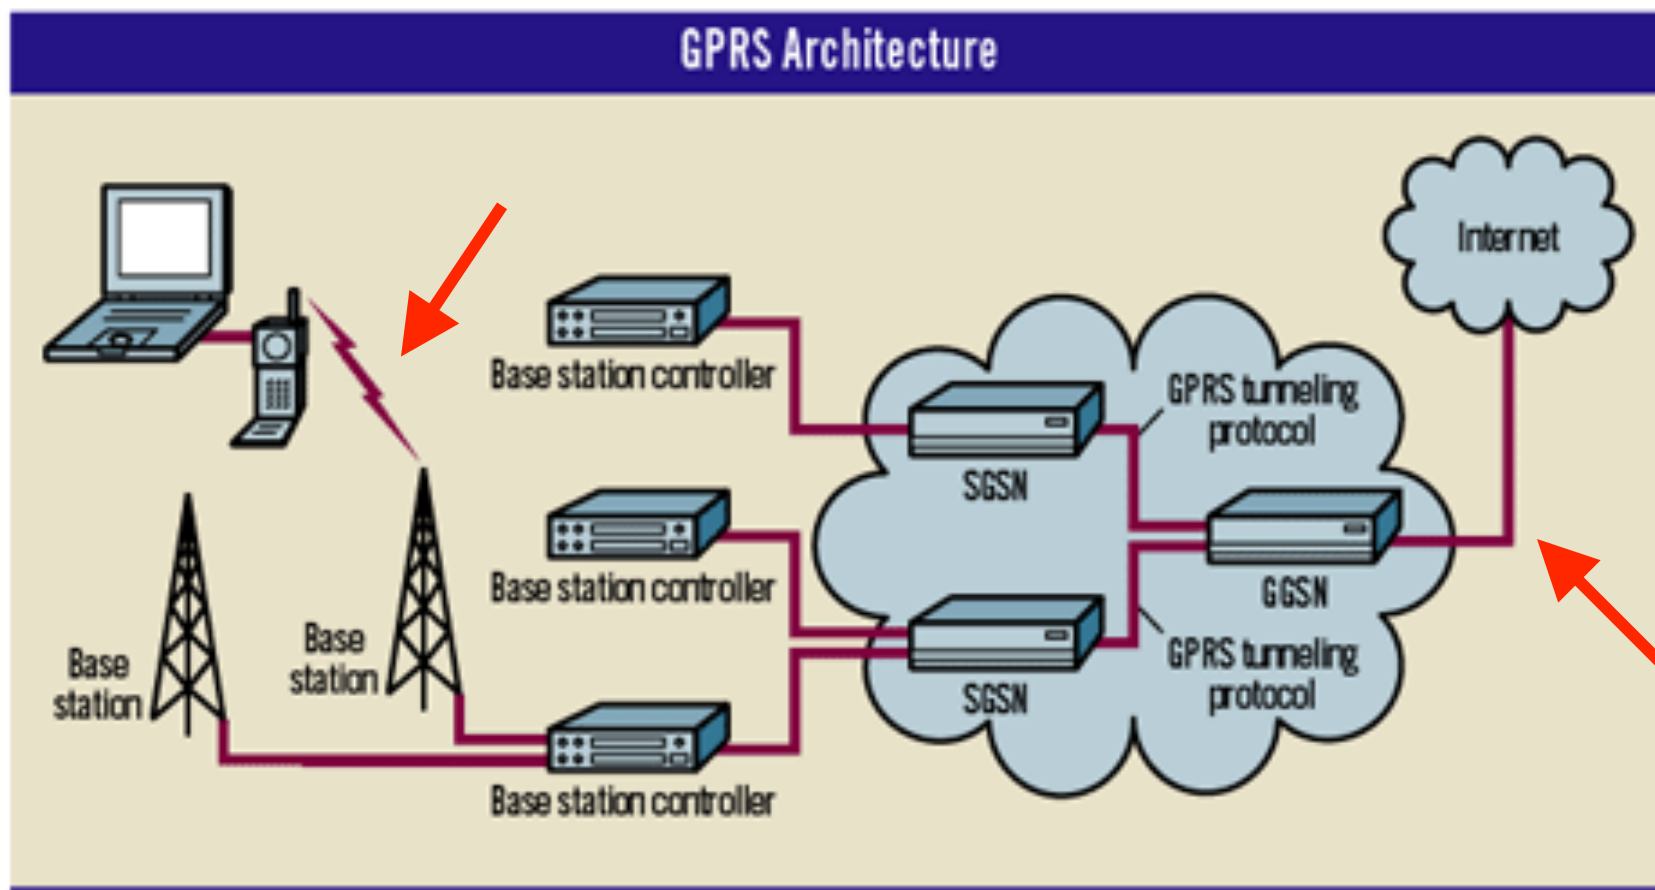 GPRS Architecture
Internet
Base station controller
GPRS tunneling
protocol
SGSN
Base station controller
GGSN
Base
station
Base
station
GPRS tunneling
protocol
SGSN
Base station controller